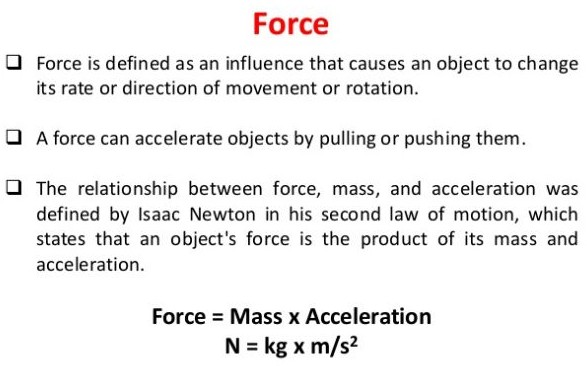 Force
❑ Force is defined as an influence that causes an object to change
its rate or direction of movement or rotation.
❑ A force can accelerate objects by pulling or pushing them.
❑ The relationship between force, mass, and acceleration was
defined by Isaac Newton in his second law of motion, which
states that an object's force is the product of its mass and
acceleration.
Force = Mass x Acceleration
N = kg x m/s²